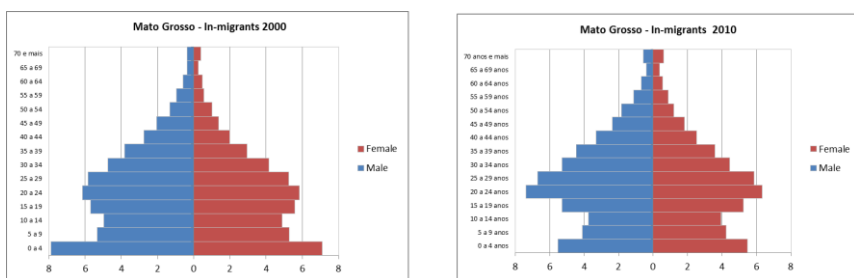 Mato Grosso - In-migrants 2000
70 e mais
65 a 69
60 a 64
55 a 59
50 a 54
45 a 49
40 a 44
35 a 39
30 a 34
25 a 29
20 a 24
15 a 19
10 a 14
5 a 9
0 a 4
8 6 4 2 0 2 4 6 8
Female
Male
Mato Grosso - In-migrants 2010
70 anos e mais
65 a 69 anos
60 a 64 anos
55 a 59 anos
50 a 54 anos
45 a 49 anos
40 a 44 anos
35 a 39 anos
30 a 34 anos
25 a 29 anos
20 a 24 anos
15 a 19 anos
10 a 14 anos
5 a 9 anos
0 a 4 anos
8 6 4 2 0 2 4 6 8
Female
Male